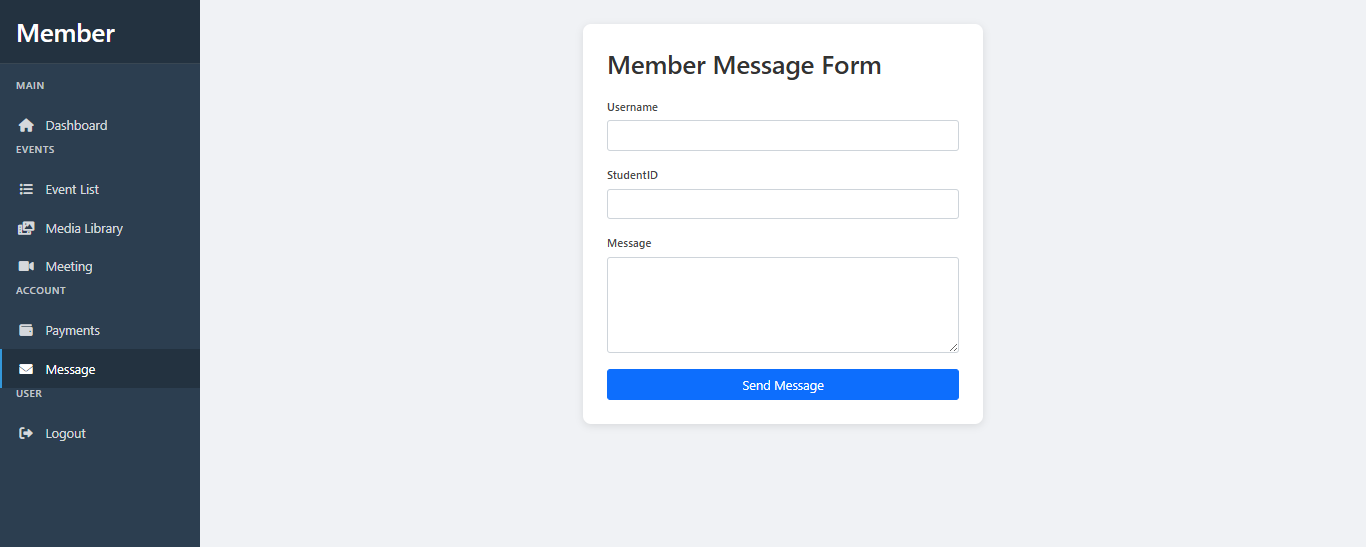 Member
MAIN
Dashboard
EVENTS
Event List
Media Library
Meeting
ACCOUNT
Payments
Message
USER
Logout
Member Message Form
Username
StudentID
Message
Send Message